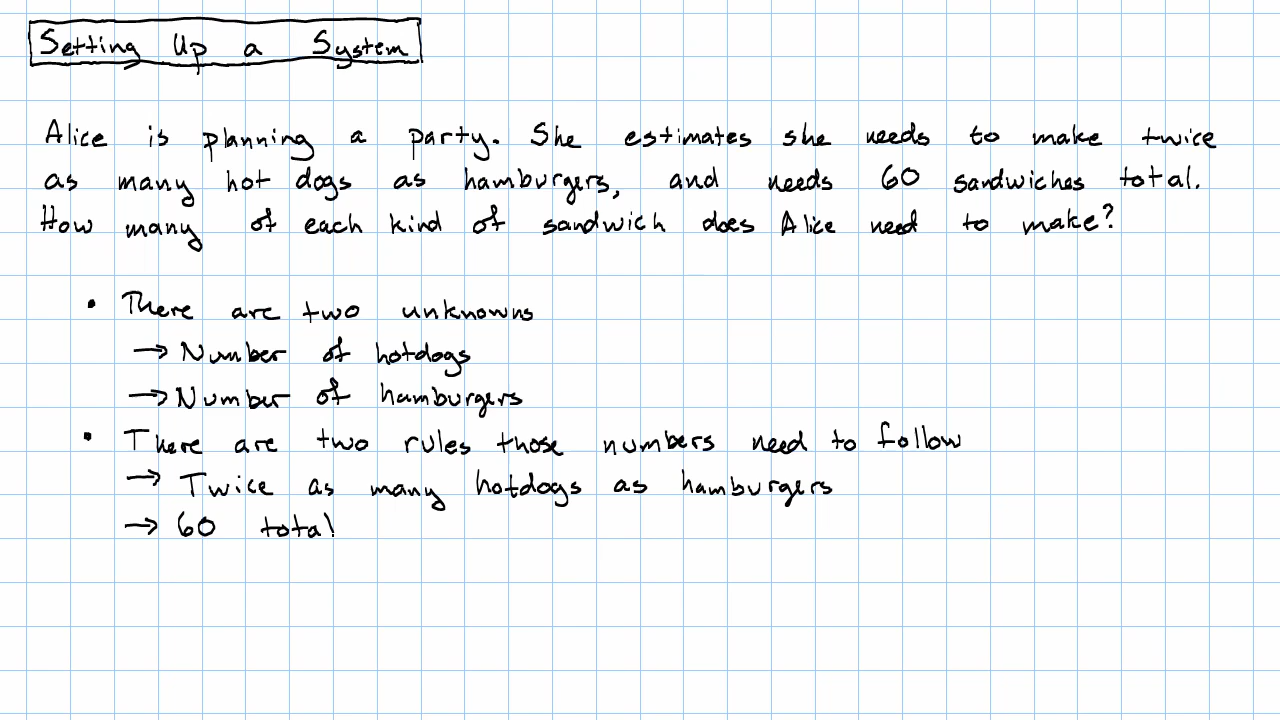 Setting Up a System
Alice is planning a party. She estimates she needs to make twice
as many hot dogs as hamburgers, and needs 60 sandwiches total.
How many of each kind of sandwich does Alice need to make?
• There are two unknowns
→ Number of hotdogs
→ Number of hamburgers
• There are two rules those numbers need to follow
→ Twice as many hotdogs as hamburgers
→ 60 total